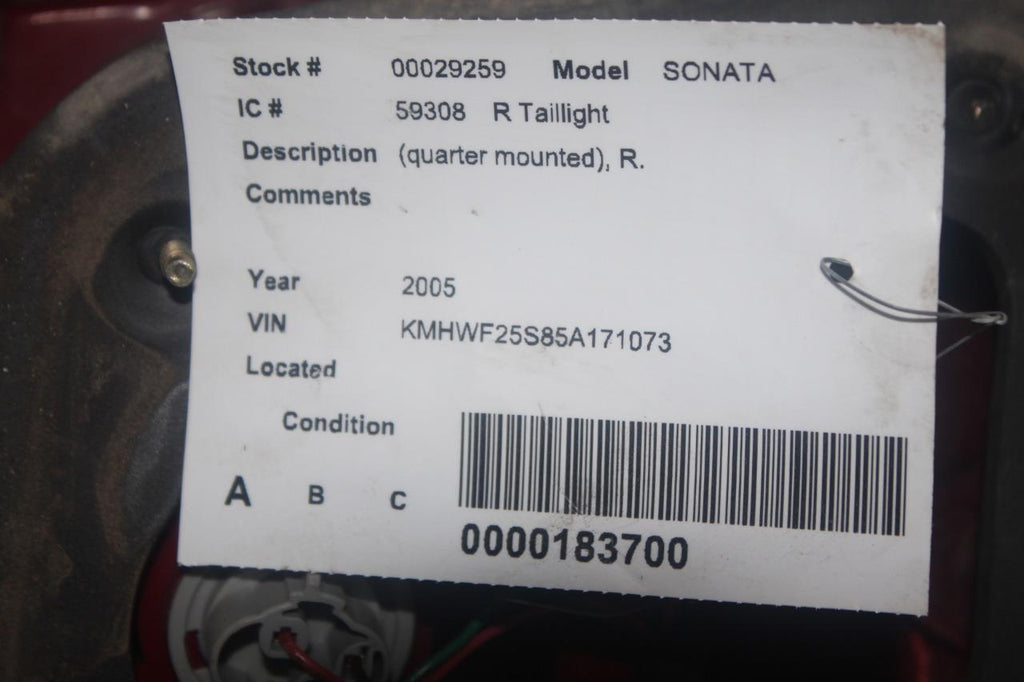 Stock # 00029259 Model SONATA
IC # 59308 R Taillight
Description (quarter mounted), R.
Comments
Year 2005
VIN KMHWF25S85A171073
Located
Condition
A B C
0000183700